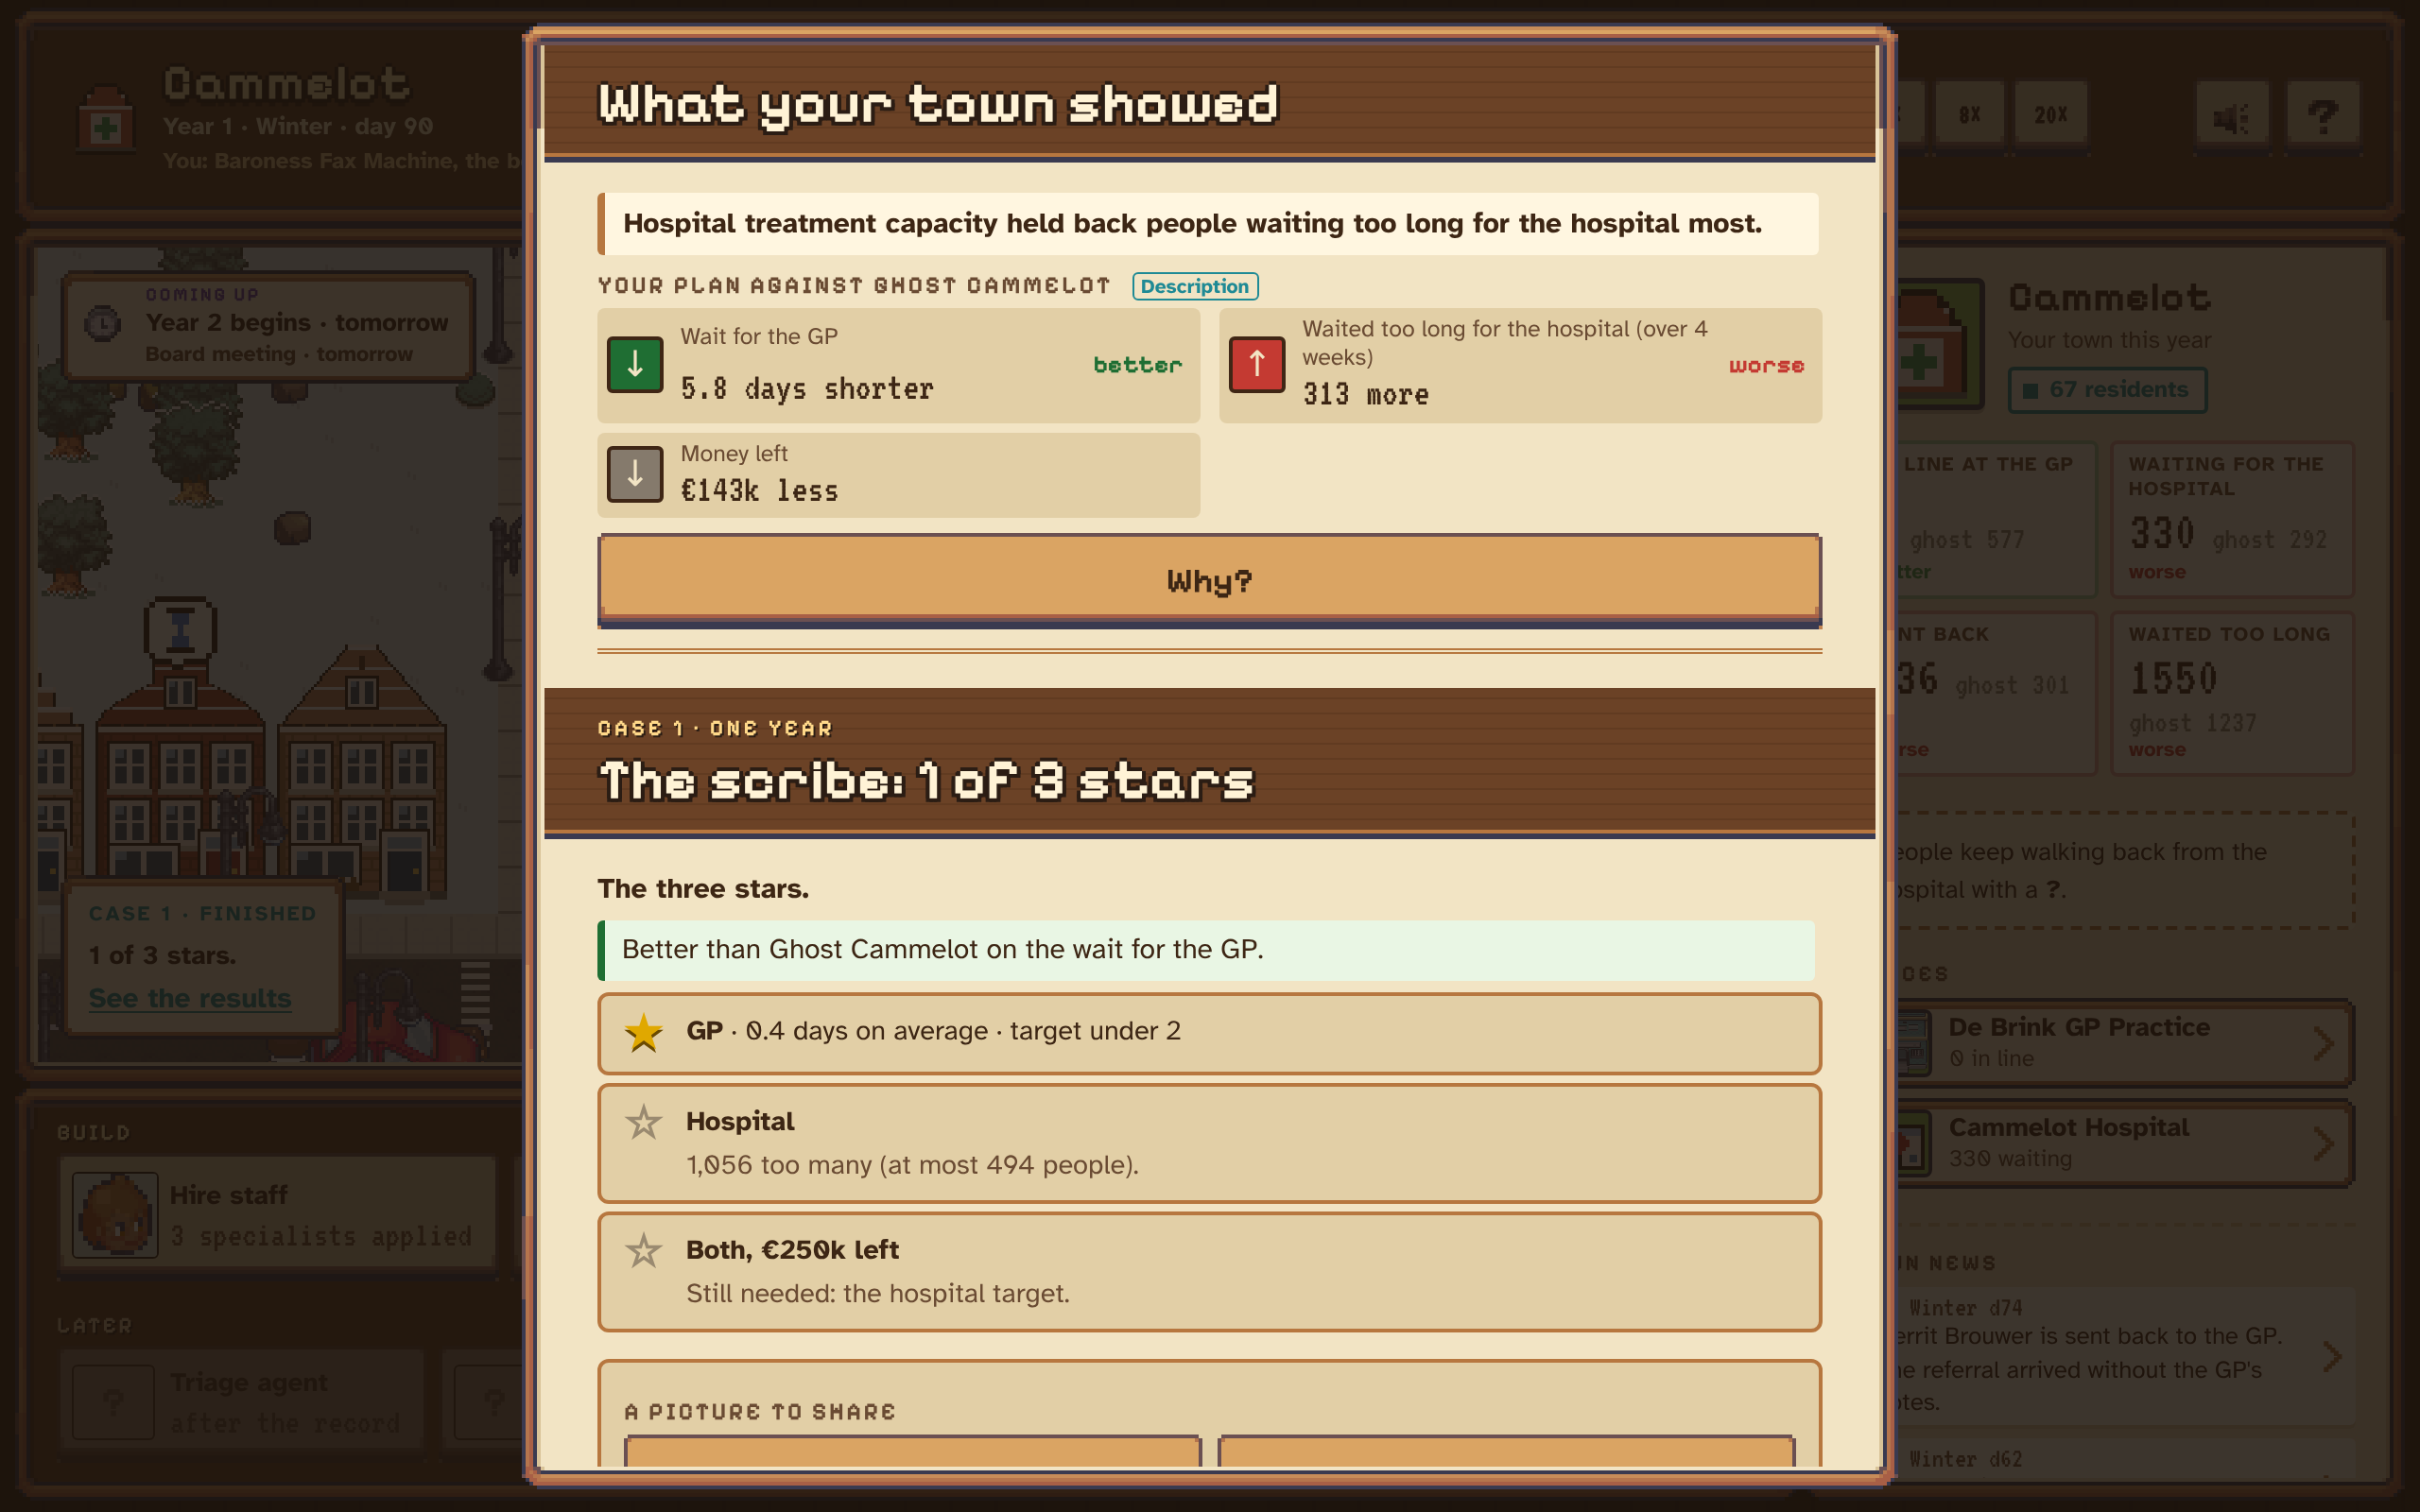 Cammelot
Year 1 · Winter · day 90
You: Baroness Fax Machine, the b
8X
20X
?
COMING UP
Year 2 begins · tomorrow
Board meeting · tomorrow
CASE 1 · FINISHED
1 of 3 stars.
See the results
BUILD
Hire staff
3 specialists applied
LATER
?
Triage agent
after the record
?
What your town showed
Hospital treatment capacity held back people waiting too long for the hospital most.
YOUR PLAN AGAINST GHOST CAMMELOT
Description
↓
Wait for the GP
5.8 days shorter
better
↑
Waited too long for the hospital (over 4
weeks)
313 more
worse
↓
Money left
€143k less
Why?
CASE 1 · ONE YEAR
The scribe: 1 of 3 stars
The three stars.
Better than Ghost Cammelot on the wait for the GP.
GP · 0.4 days on average · target under 2
Hospital
1,056 too many (at most 494 people).
Both, €250k left
Still needed: the hospital target.
A PICTURE TO SHARE
Cammelot
Your town this year
67 residents
LINE AT THE GP
ghost 577
tter
WAITING FOR THE
HOSPITAL
330 ghost 292
worse
NT BACK
36 ghost 301
rse
WAITED TOO LONG
1550
ghost 1237
worse
eople keep walking back from the
ospital with a ?.
CES
De Brink GP Practice
0 in line
Cammelot Hospital
330 waiting
N NEWS
Winter d74
errit Brouwer is sent back to the GP.
he referral arrived without the GP's
otes.
Winter d62